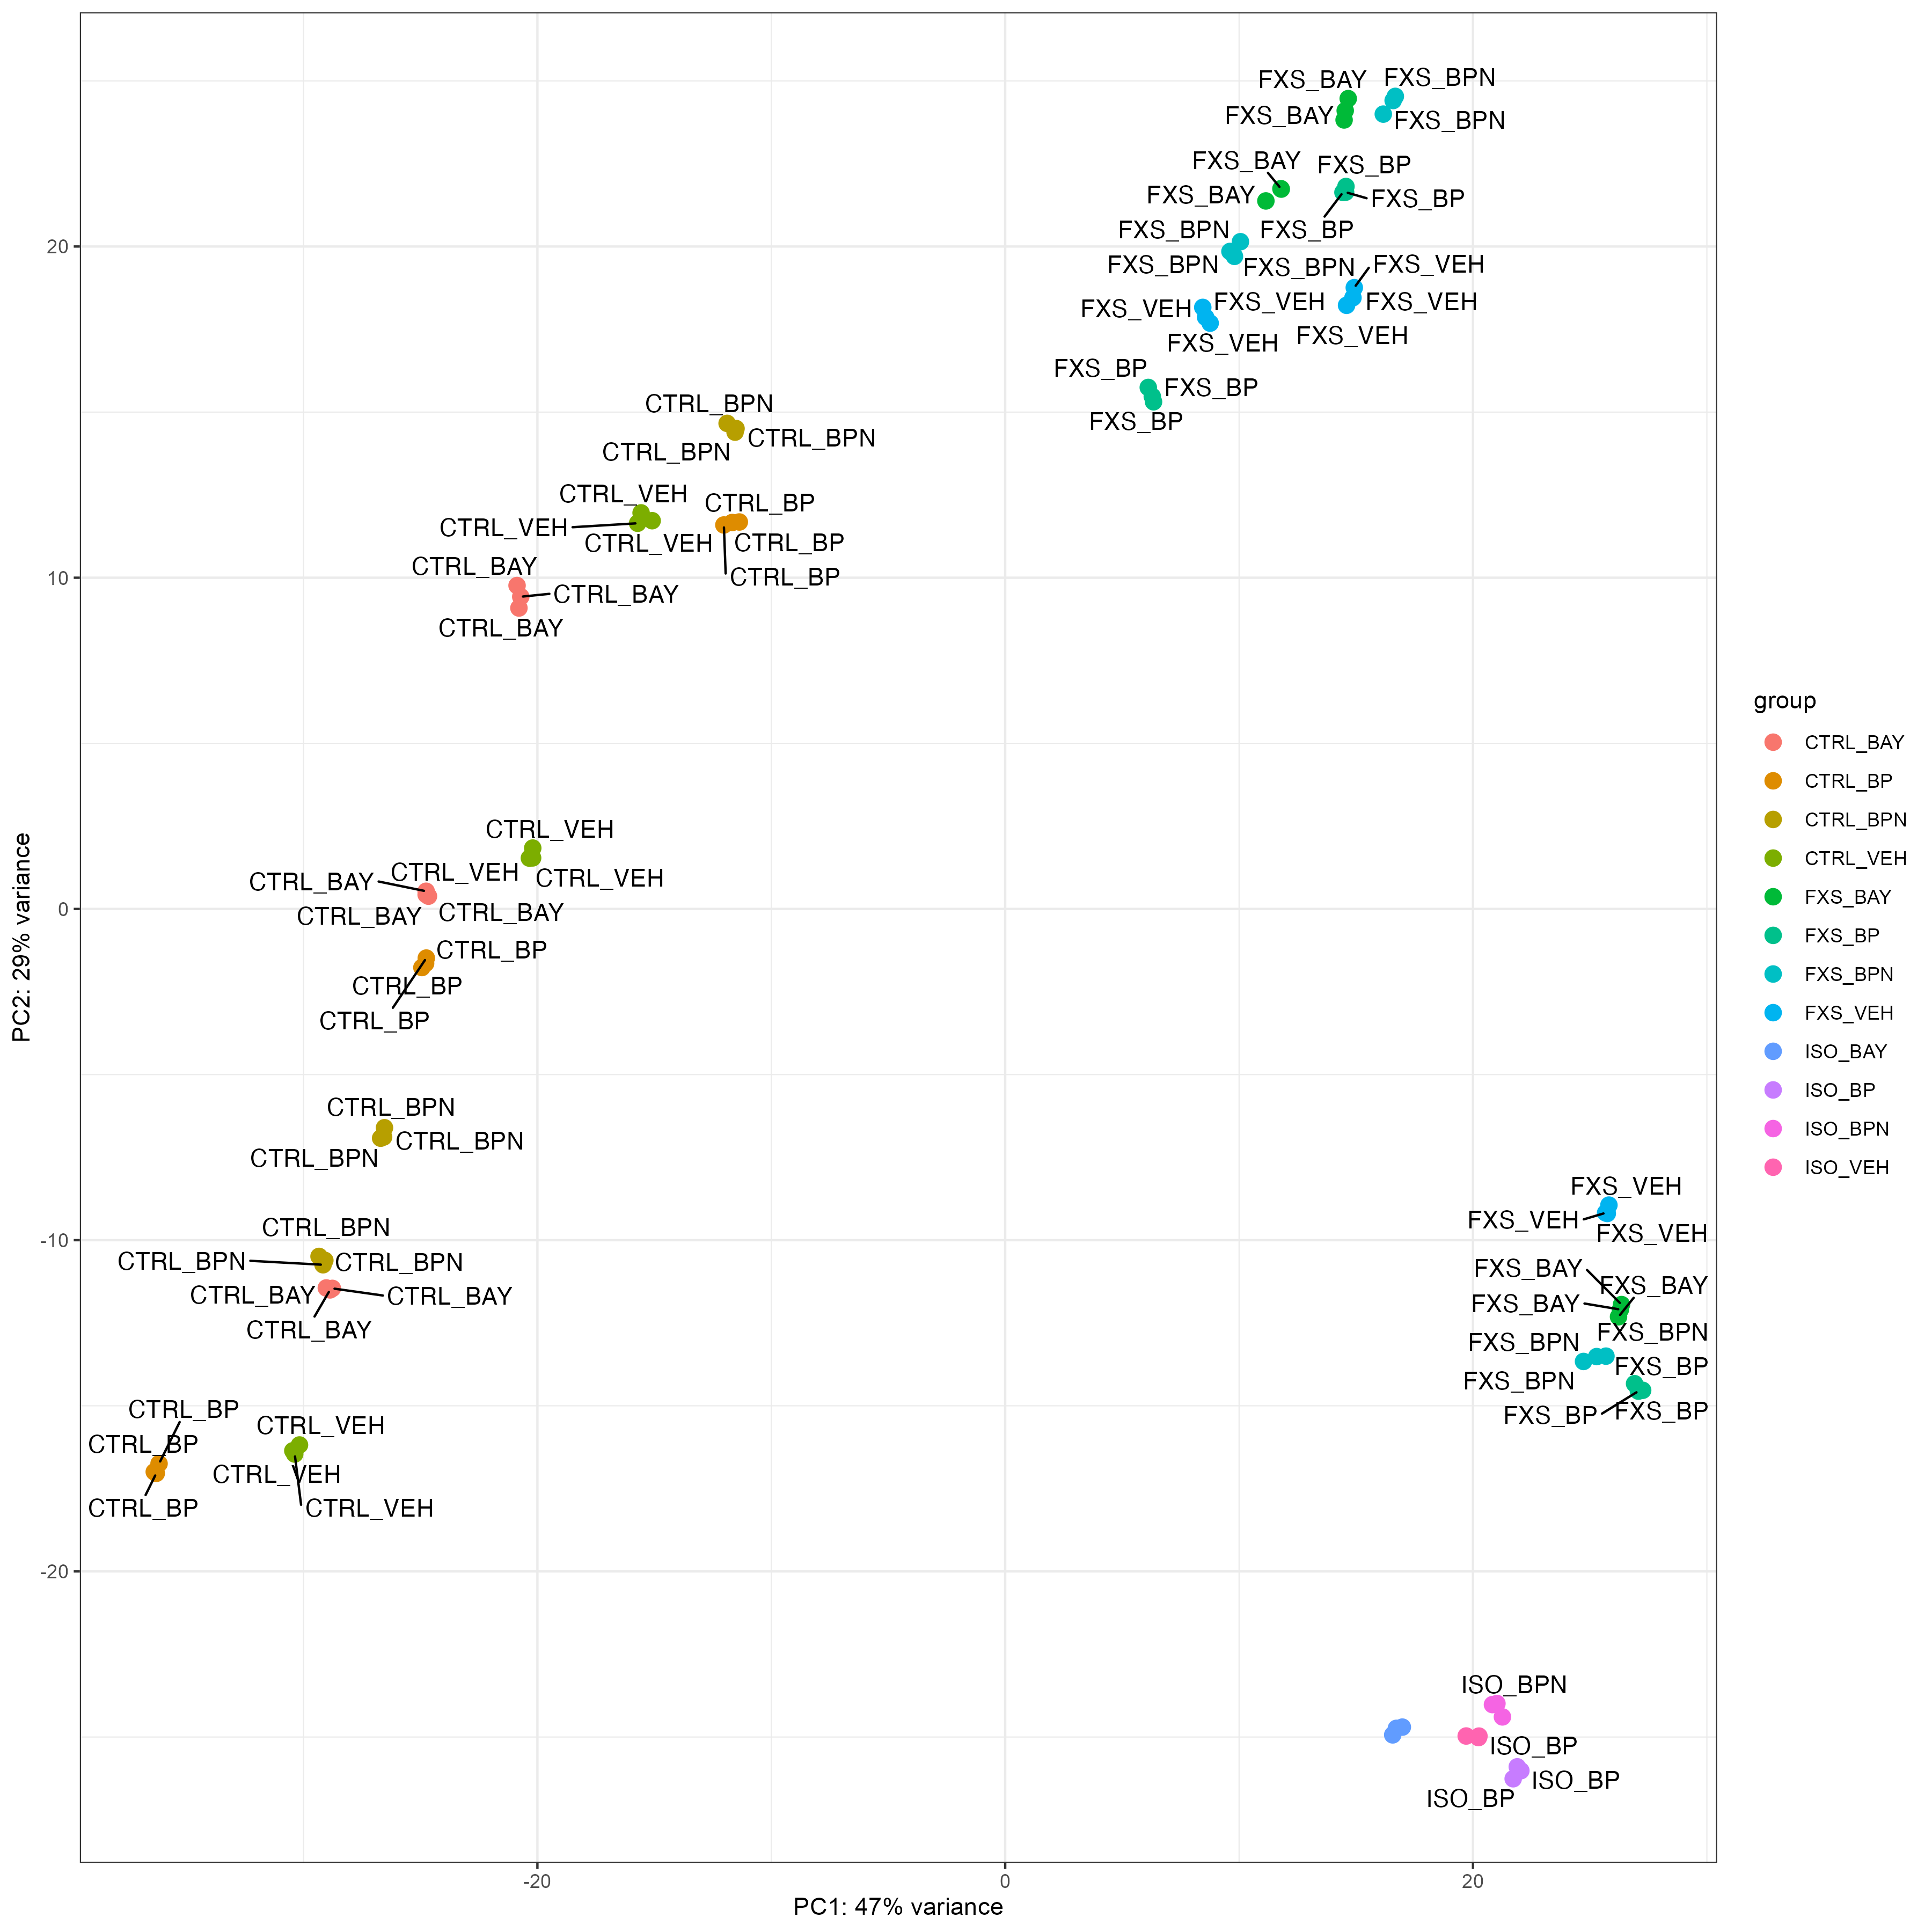 FXS_BAY
FXS_BPN
FXS_BAY
FXS_BPN
FXS_BAY
FXS_BP
FXS_BAY
FXS_BP
FXS_BPN
FXS_BP
FXS_BPN
FXS_BPN
FXS_VEH
FXS_VEH
FXS_VEH
FXS_VEH
FXS_VEH
FXS_VEH
FXS_BP
FXS_BP
FXS_BP
CTRL_BPN
CTRL_BPN
CTRL_BPN
CTRL_VEH
CTRL_BP
CTRL_VEH
CTRL_VEH
CTRL_BP
CTRL_BP
CTRL_BAY
CTRL_BAY
CTRL_BAY
CTRL_VEH
CTRL_VEH
CTRL_VEH
CTRL_BAY
CTRL_BAY
CTRL_BAY
CTRL_BP
CTRL_BP
CTRL_BP
CTRL_BPN
CTRL_BPN
CTRL_BPN
CTRL_BPN
CTRL_BPN
CTRL_BPN
CTRL_BAY
CTRL_BAY
CTRL_BAY
CTRL_BP
CTRL_BP
CTRL_BP
CTRL_VEH
CTRL_VEH
CTRL_VEH
FXS_VEH
FXS_VEH
FXS_VEH
FXS_BAY
FXS_BAY
FXS_BAY
FXS_BPN
FXS_BPN
FXS_BPN
FXS_BP
FXS_BP
FXS_BP
ISO_BPN
ISO_BP
ISO_BP
ISO_BP
20
10
0
-10
-20
-20
0
20
PC1: 47% variance
PC2: 29% variance
group
CTRL_BAY
CTRL_BP
CTRL_BPN
CTRL_VEH
FXS_BAY
FXS_BP
FXS_BPN
FXS_VEH
ISO_BAY
ISO_BP
ISO_BPN
ISO_VEH